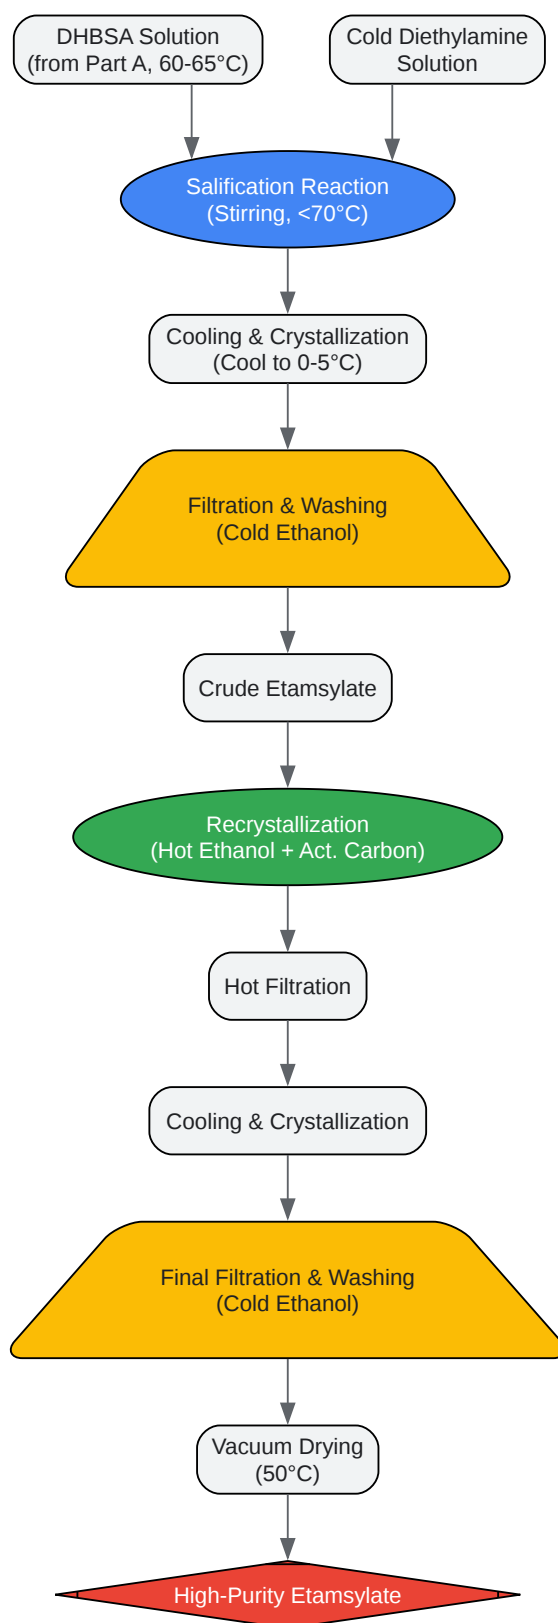 DHBSA Solution
(from Part A, 60-65°C)
Cold Diethylamine
Solution
Salification Reaction
(Stirring, <70°C)
Cooling & Crystallization
(Cool to 0-5°C)
Filtration & Washing
(Cold Ethanol)
Crude Etamsylate
Recrystallization
(Hot Ethanol + Act. Carbon)
Hot Filtration
Cooling & Crystallization
Final Filtration & Washing
(Cold Ethanol)
Vacuum Drying
(50°C)
High-Purity Etamsylate